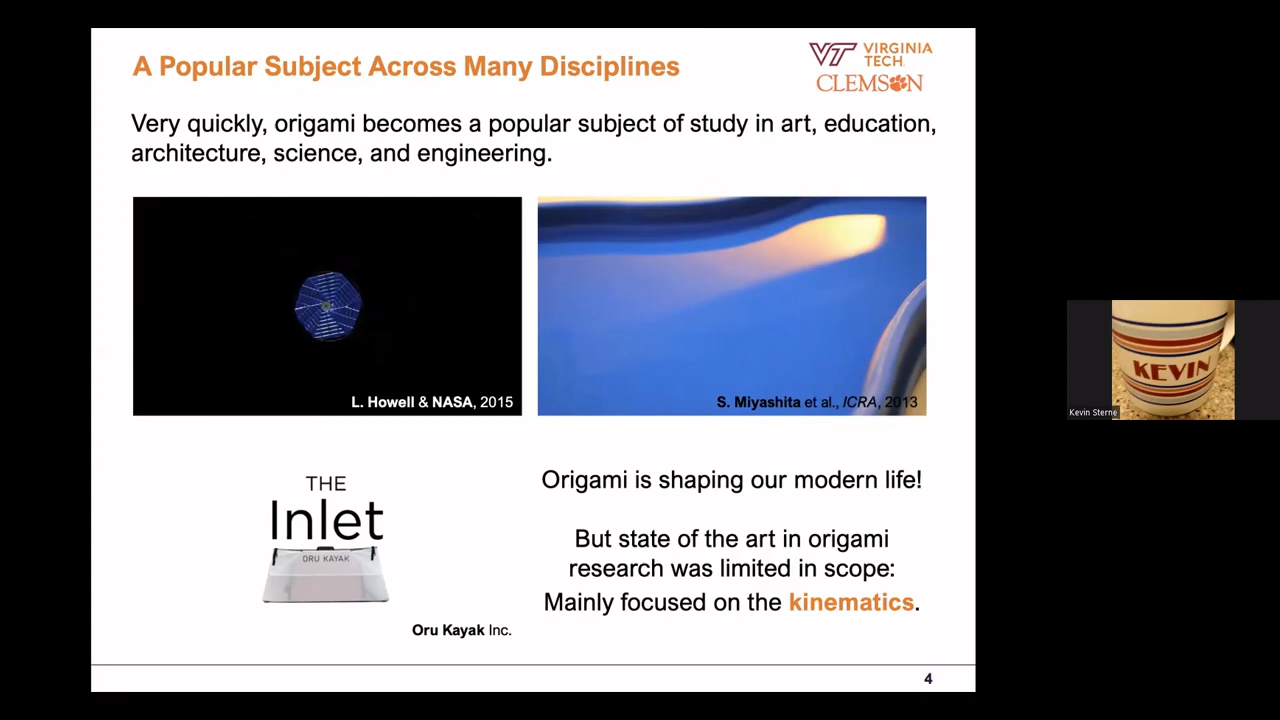 A Popular Subject Across Many Disciplines
VIRGINIA
TECH
CLEMSON
Very quickly, origami becomes a popular subject of study in art, education,
architecture, science, and engineering.
L. Howell & NASA, 2015
S. Miyashita et al., ICRA, 2013
THE
Inlet
ORU KAYAK
Oru Kayak Inc.
Origami is shaping our modern life!
But state of the art in origami
research was limited in scope:
Mainly focused on the kinematics.
4
KEVIN
Kevin Sterne